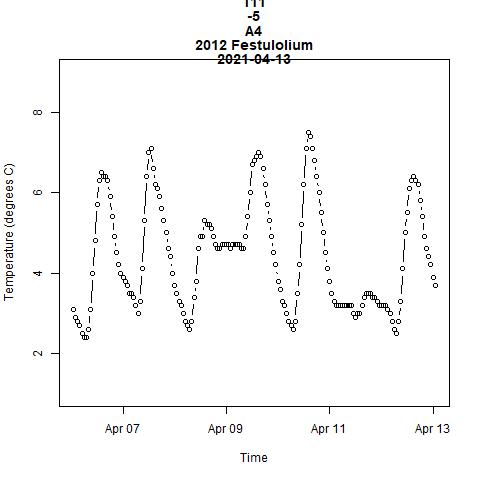 T11
-5
A4
2012 Festulolium
2021-04-13
Temperature (degrees C)
8
6
4
2
Apr 07 Apr 09 Apr 11 Apr 13
Time